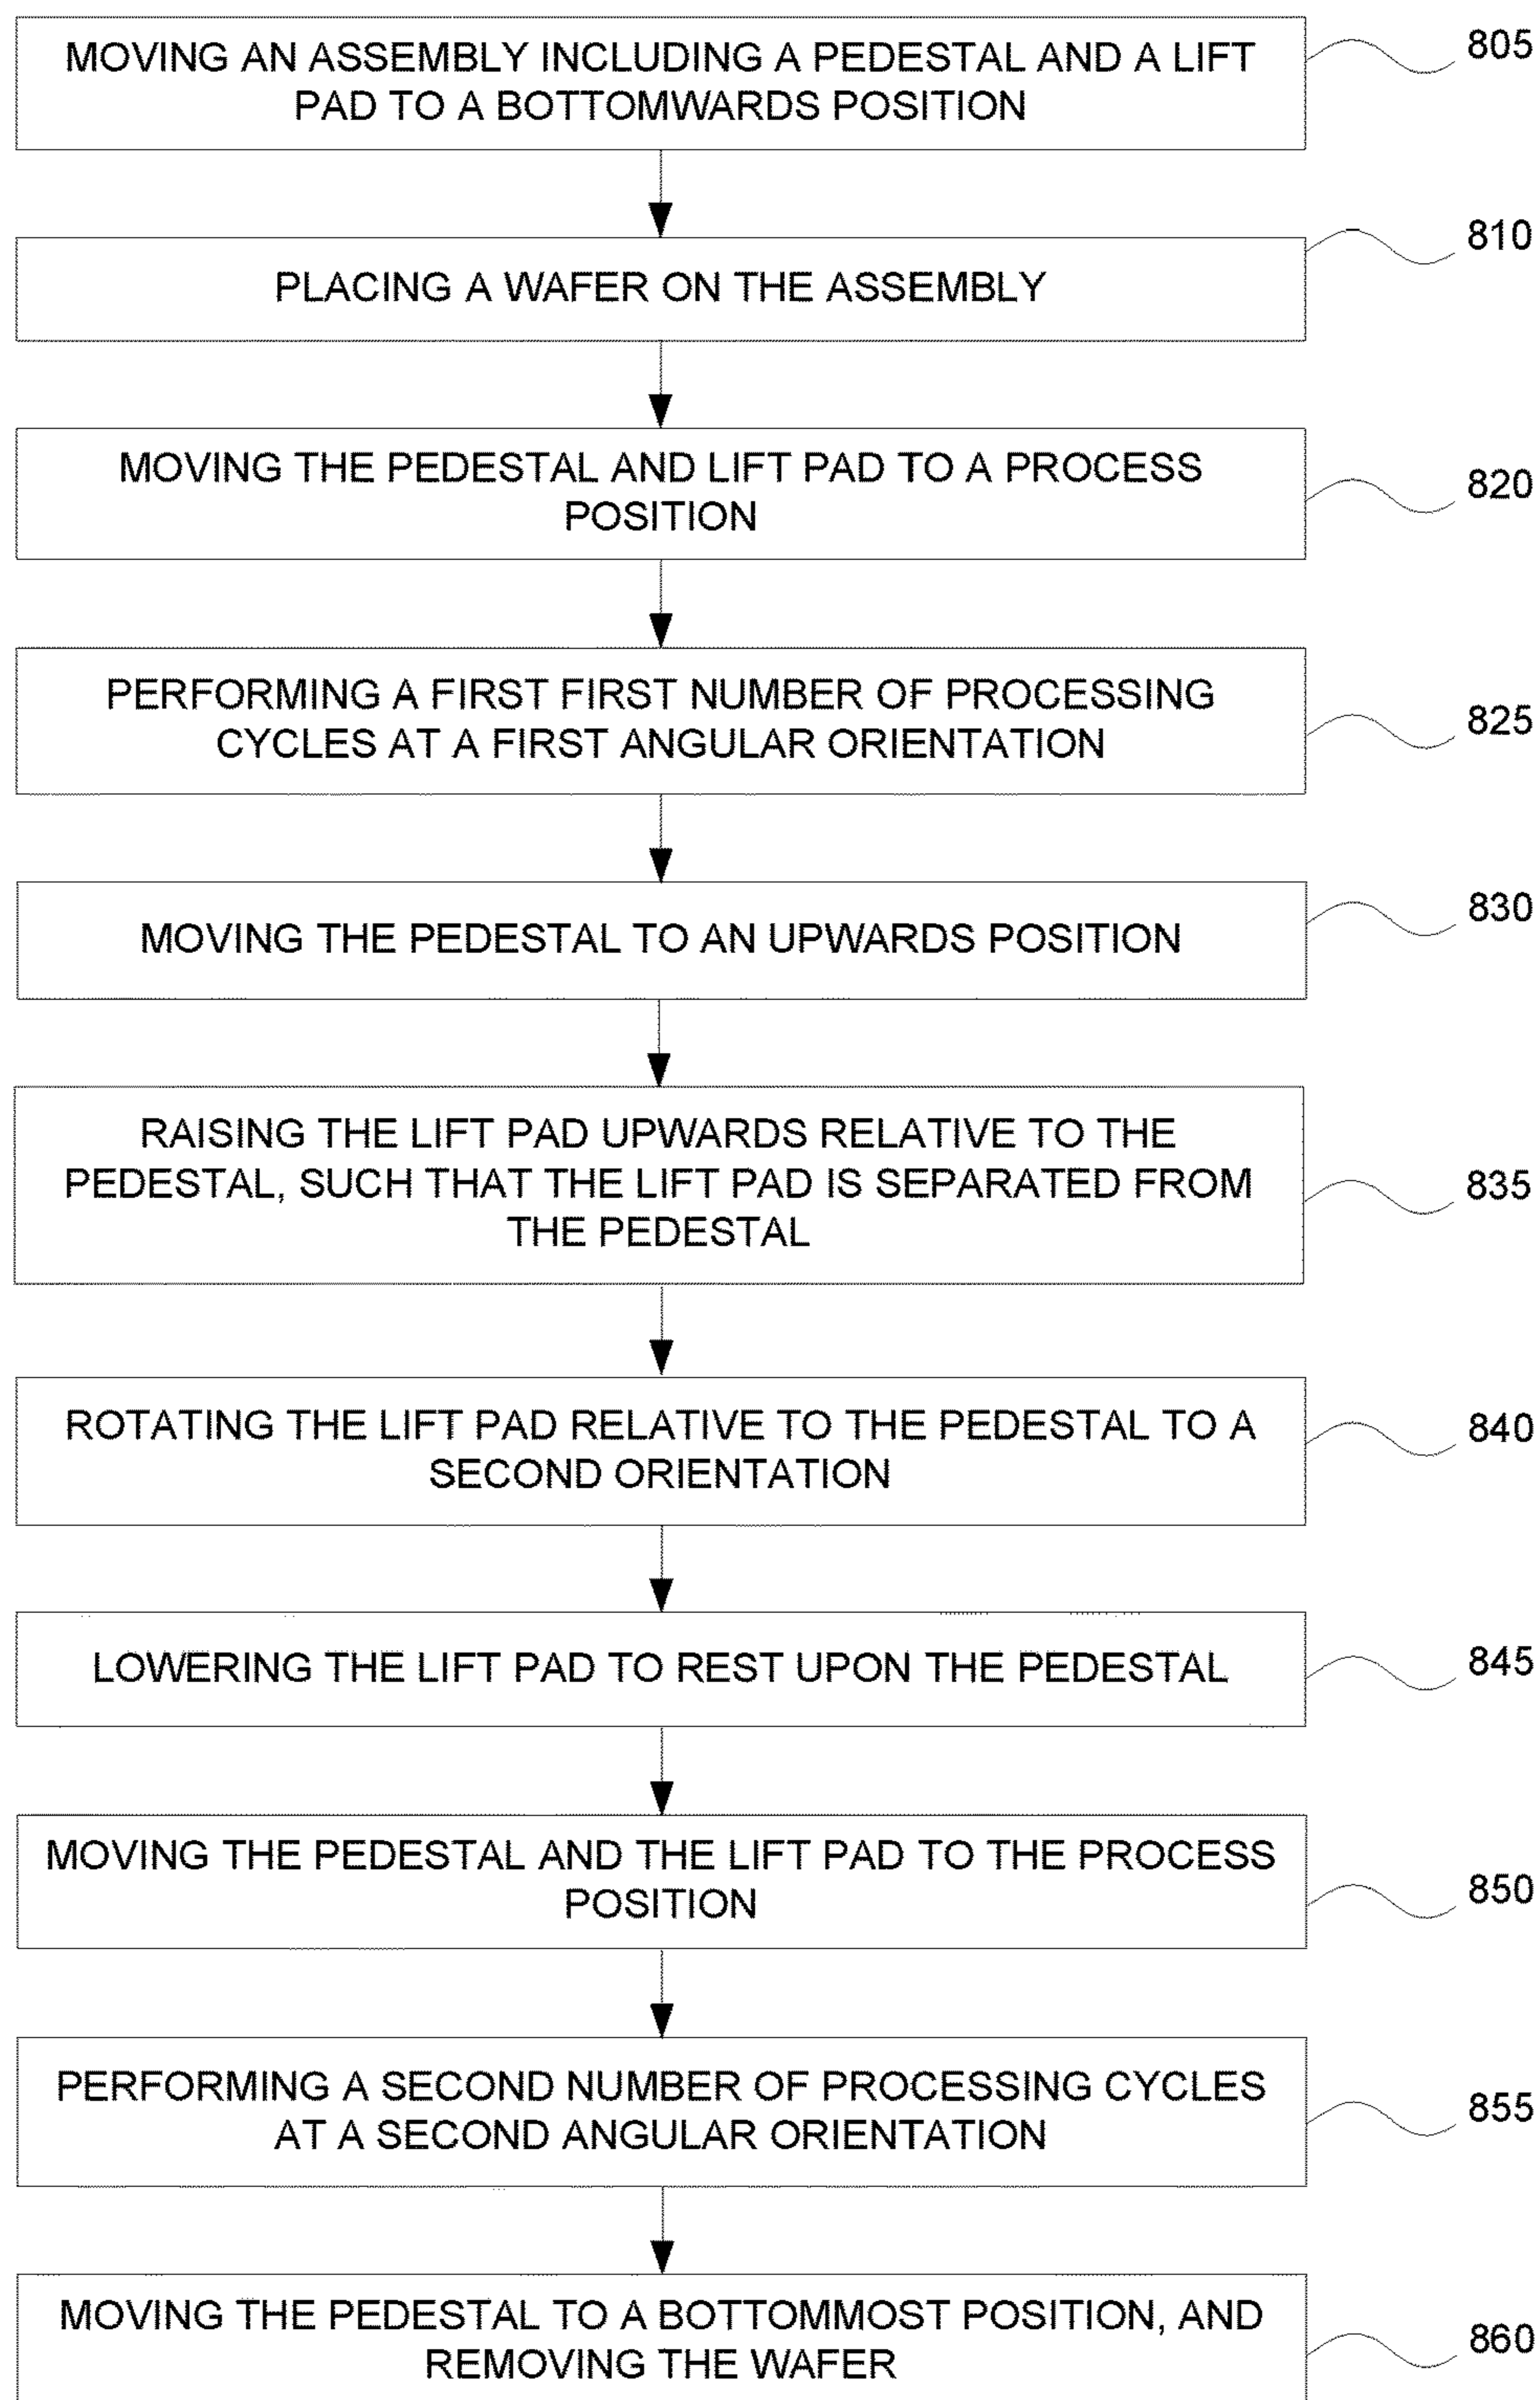 MOVING AN ASSEMBLY INCLUDING A PEDESTAL AND A LIFT
PAD TO A BOTTOMWARDS POSITION
805
PLACING A WAFER ON THE ASSEMBLY
810
MOVING THE PEDESTAL AND LIFT PAD TO A PROCESS
POSITION
820
PERFORMING A FIRST FIRST NUMBER OF PROCESSING
CYCLES AT A FIRST ANGULAR ORIENTATION
825
MOVING THE PEDESTAL TO AN UPWARDS POSITION
830
RAISING THE LIFT PAD UPWARDS RELATIVE TO THE
PEDESTAL, SUCH THAT THE LIFT PAD IS SEPARATED FROM
THE PEDESTAL
835
ROTATING THE LIFT PAD RELATIVE TO THE PEDESTAL TO A
SECOND ORIENTATION
840
LOWERING THE LIFT PAD TO REST UPON THE PEDESTAL
845
MOVING THE PEDESTAL AND THE LIFT PAD TO THE PROCESS
POSITION
850
PERFORMING A SECOND NUMBER OF PROCESSING CYCLES
AT A SECOND ANGULAR ORIENTATION
855
MOVING THE PEDESTAL TO A BOTTOMMOST POSITION, AND
REMOVING THE WAFER
860